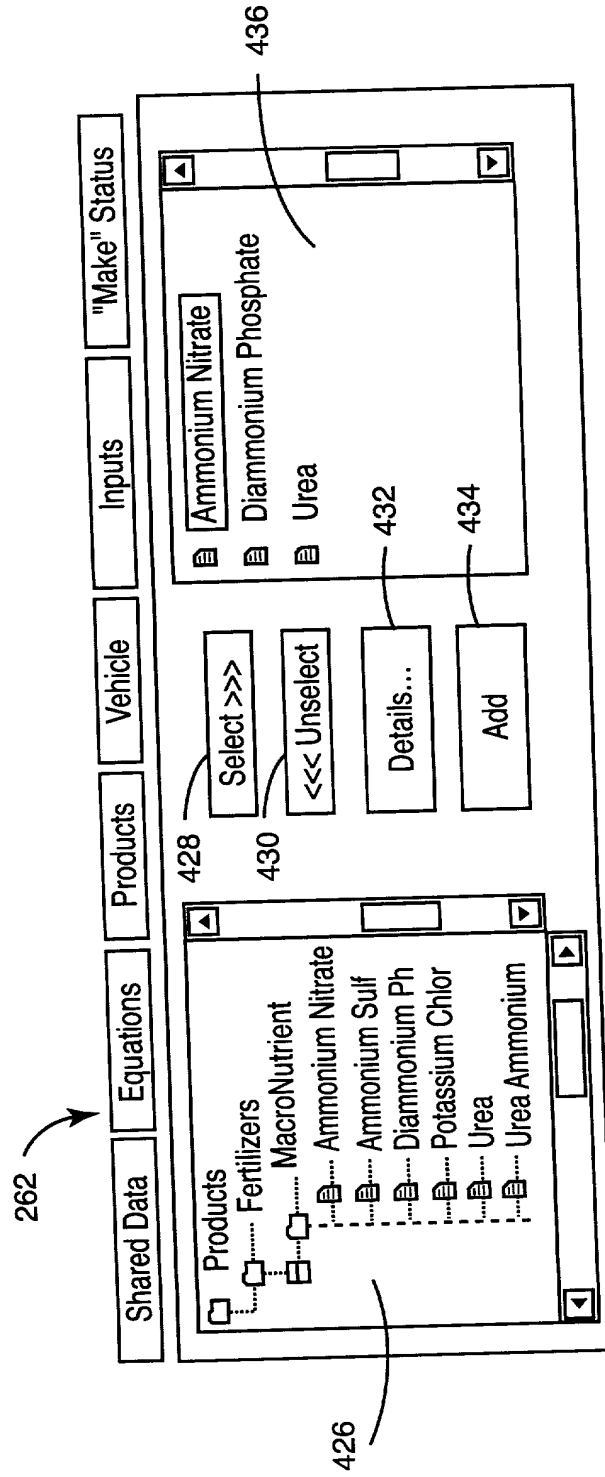 262
Shared Data
Equations
Products
Vehicle
Inputs
"Make" Status
426
Products
Fertilizers
MacroNutrient
Ammonium Nitrate
Ammonium Sulf
Diammonium Ph
Potassium Chlor
Urea
Urea Ammonium
428
Select >>>
430
<<< Unselect
432
Details...
434
Add
436
Ammonium Nitrate
Diammonium Phosphate
Urea